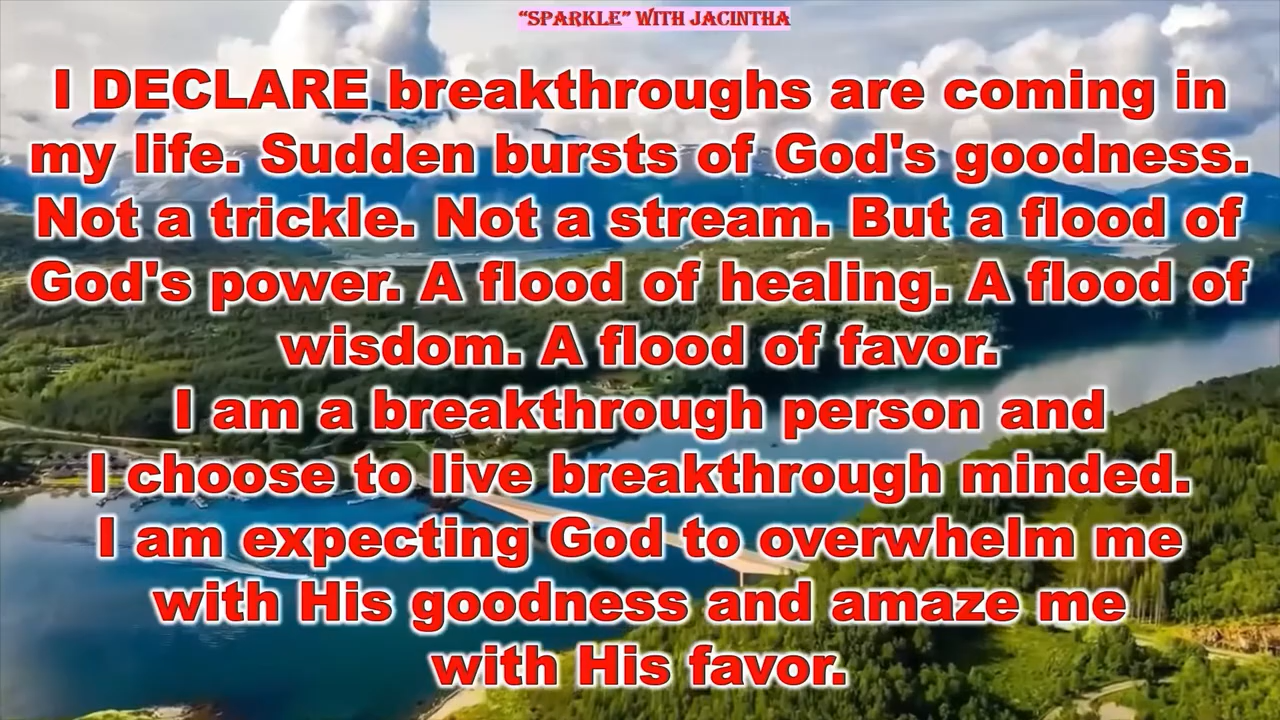 “SPARKLE” WITH JACINTHA
I DECLARE breakthroughs are coming in
my life. Sudden bursts of God's goodness.
Not a trickle. Not a stream. But a flood of
God's power. A flood of healing. A flood of
wisdom. A flood of favor.
I am a breakthrough person and
I choose to live breakthrough minded.
I am expecting God to overwhelm me
with His goodness and amaze me
with His favor.